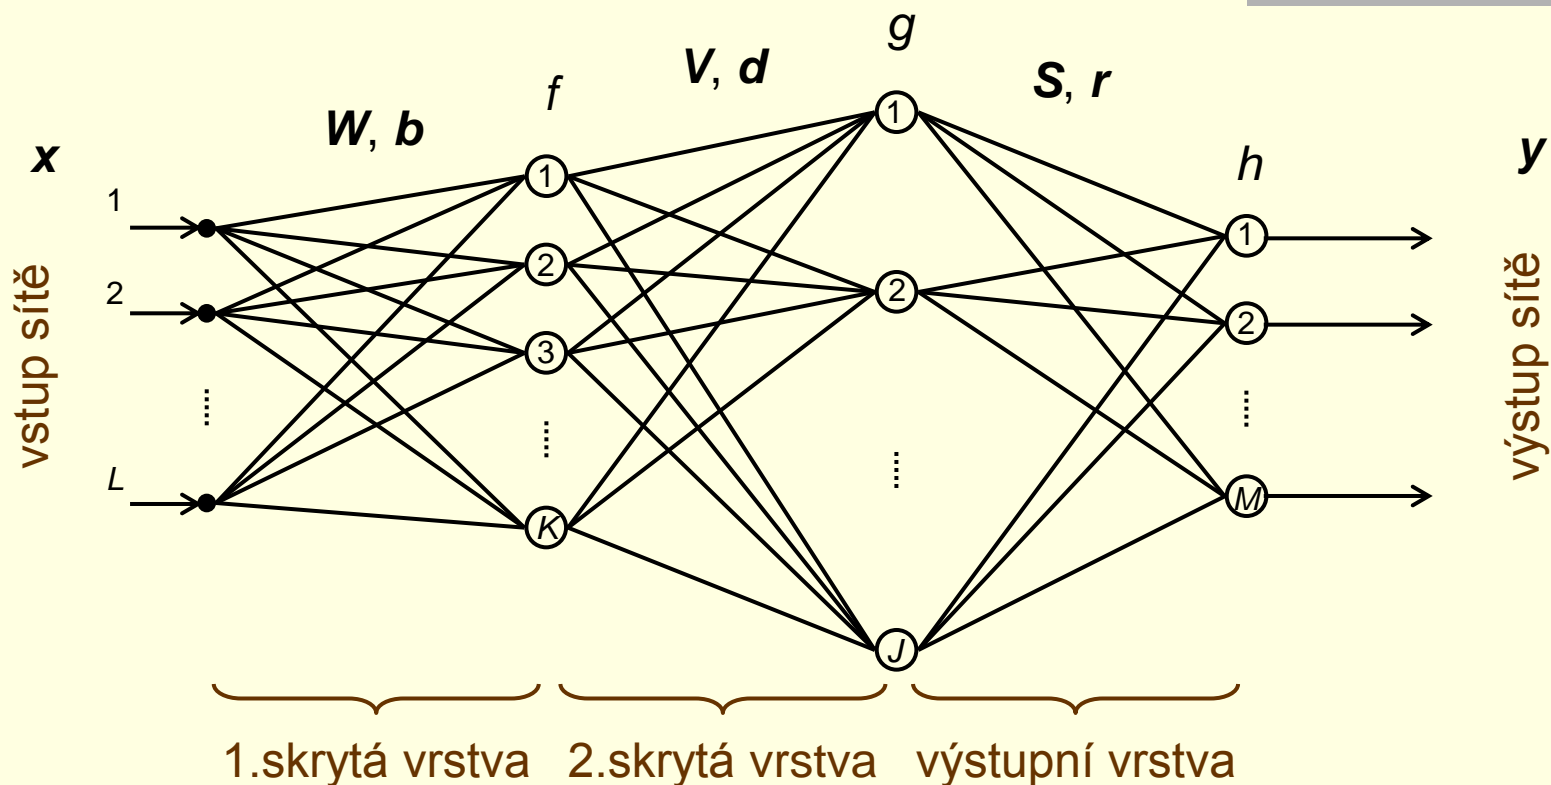 g
V, d
S, r
f
W, b
h
x
y
1
2
L
1
2
3
K
1
2
J
1
2
M
vstup sítě
výstup sítě
1.skrytá vrstva
2.skrytá vrstva
výstupní vrstva